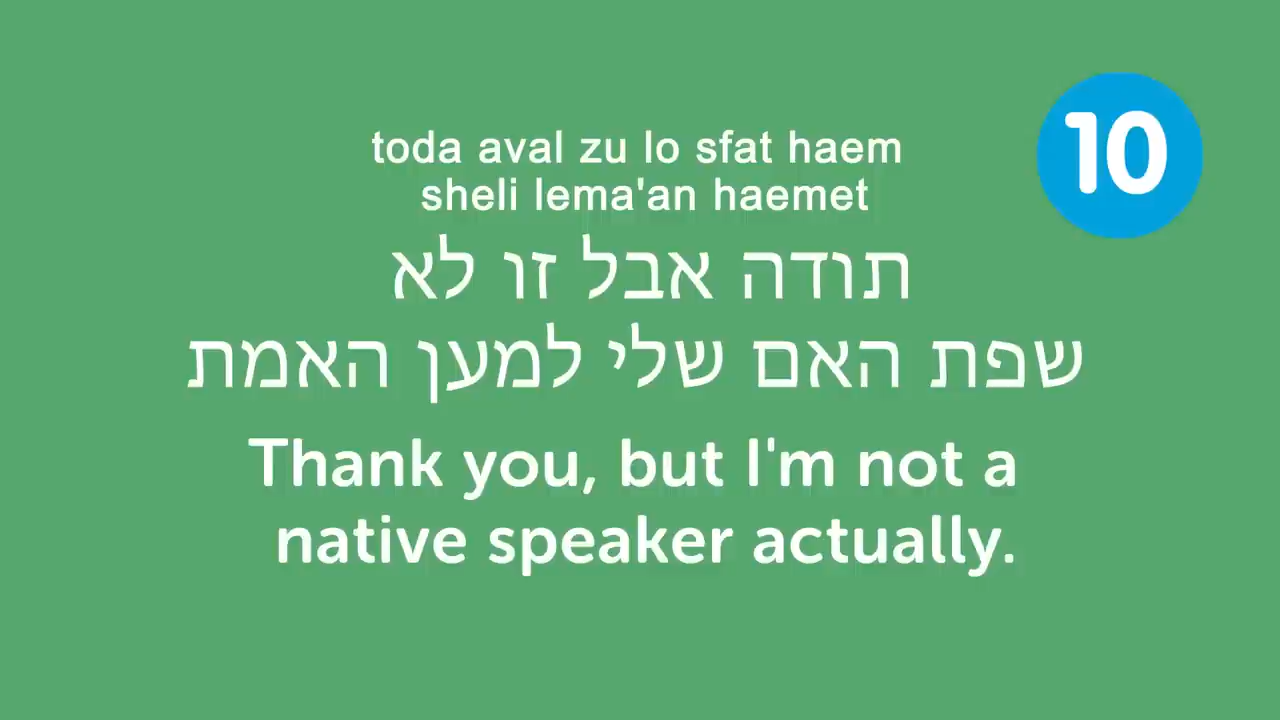 toda aval zu lo sfat haem
sheli lema'an haemet
תודה אבל זו לא
שפת האם שלי למען האמת
Thank you, but I'm not a
native speaker actually.
10